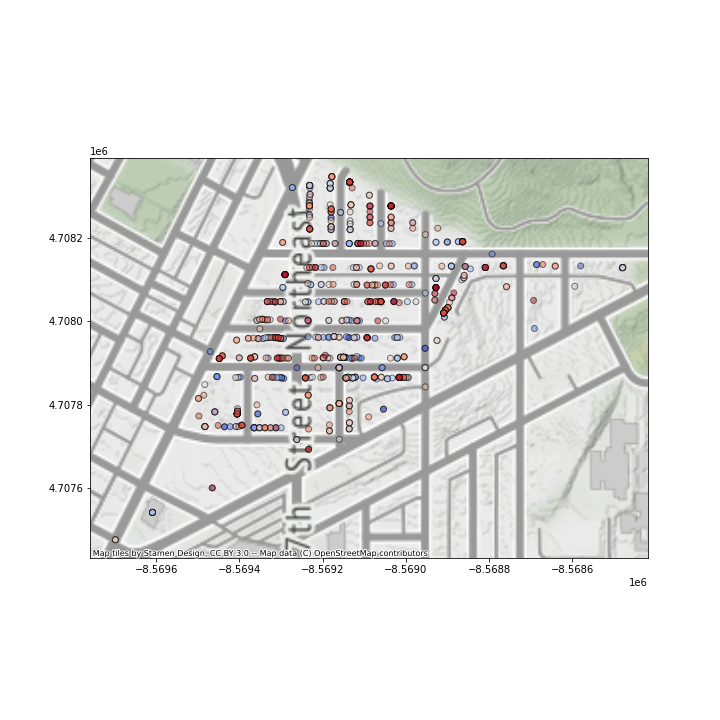 1e6
4.7082
4.7080
4.7078
4.7076
7th Street Northeast
Map tiles by Stamen Design, CC BY 3.0 -- Map data (C) OpenStreetMap contributors
−8.5696
−8.5694
−8.5692
−8.5690
−8.5688
−8.5686
1e6